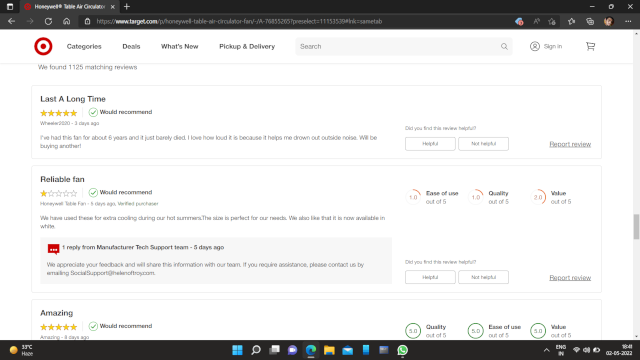 Honeywell® Table Air Circulator
https://www.target.com/p/honeywell-table-air-circulator-fan/-/A-76855265?preselect=11153539#lnk=sametab
Categories Deals What's New Pickup & Delivery Search Sign in
We found 1125 matching reviews
Last A Long Time
Would recommend
Wheeler2020 - 3 days ago
I've had this fan for about 6 years and it just barely died. I love how loud it is because it helps me drown out outside noise. Will be
buying another!
Did you find this review helpful?
Helpful Not helpful Report review
Reliable fan
Would recommend
Honeywell Table Fan - 5 days ago, Verified purchaser
We have used these for extra cooling during our hot summers.The size is perfect for our needs. We also like that it is now available in
white.
1.0 Ease of use
out of 5
1.0 Quality
out of 5
2.0 Value
out of 5
1 reply from Manufacturer Tech Support team - 5 days ago
We appreciate your feedback and will share this information with our team. If you require assistance, please contact us by
emailing SocialSupport@helenoftroy.com.
Did you find this review helpful?
Helpful Not helpful Report review
Amazing
Would recommend
Amazing - 8 days ago
5.0 Quality
out of 5
5.0 Ease of use
out of 5
5.0 Value
out of 5
33°C
Haze
ENG
IN
18:41
02-05-2022